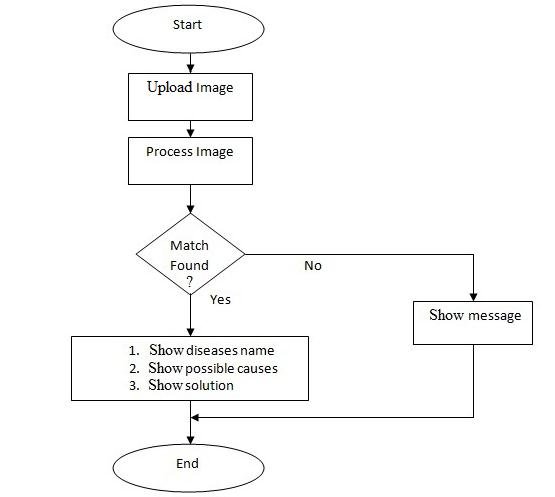 Start
Upload Image
Process Image
Match
Found
?
No
Yes
Show message
1. Show diseases name
2. Show possible causes
3. Show solution
End